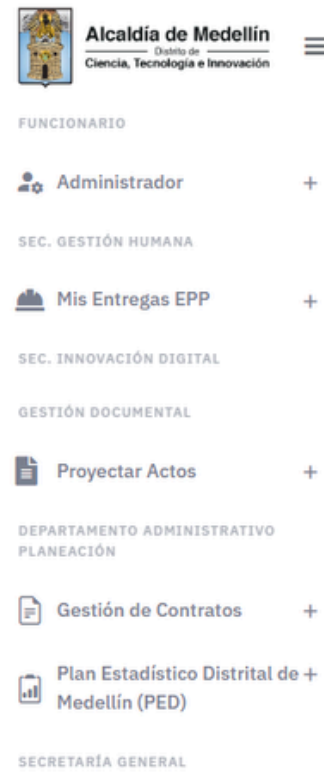 Alcaldía de Medellín
Distrito de
Ciencia, Tecnología e Innovación
FUNCIONARIO
Administrador +
SEC. GESTIÓN HUMANA
Mis Entregas EPP +
SEC. INNOVACIÓN DIGITAL
GESTIÓN DOCUMENTAL
Proyectar Actos +
DEPARTAMENTO ADMINISTRATIVO
PLANEACIÓN
Gestión de Contratos +
Plan Estadístico Distrital de +
Medellín (PED)
SECRETARÍA GENERAL